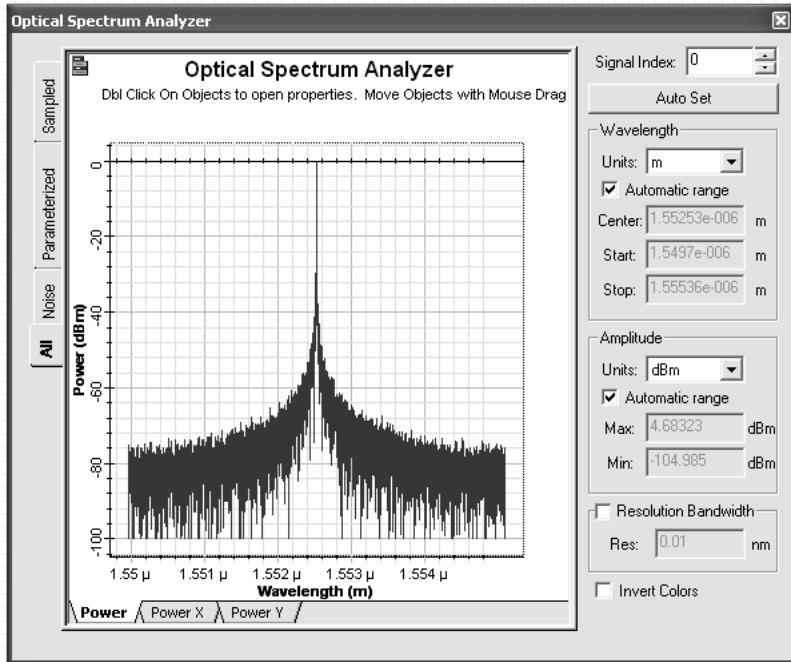 Optical Spectrum Analyzer
Sampled
Parameterized
Noise
All
Optical Spectrum Analyzer
Dbl Click On Objects to open properties. Move Objects with Mouse Drag
Power (dBm)
0
-20
-40
-60
-80
-100
1.55 µ 1.551 µ 1.552 µ 1.553 µ 1.554 µ
Wavelength (m)
Power Power X Power Y
Signal Index: 0
Auto Set
Wavelength
Units: m
Automatic range
Center: 1.55253e-006 m
Start: 1.5497e-006 m
Stop: 1.55536e-006 m
Amplitude
Units: dBm
Automatic range
Max: 4.68323 dBm
Min: -104.985 dBm
Resolution Bandwidth
Res: 0.01 nm
Invert Colors